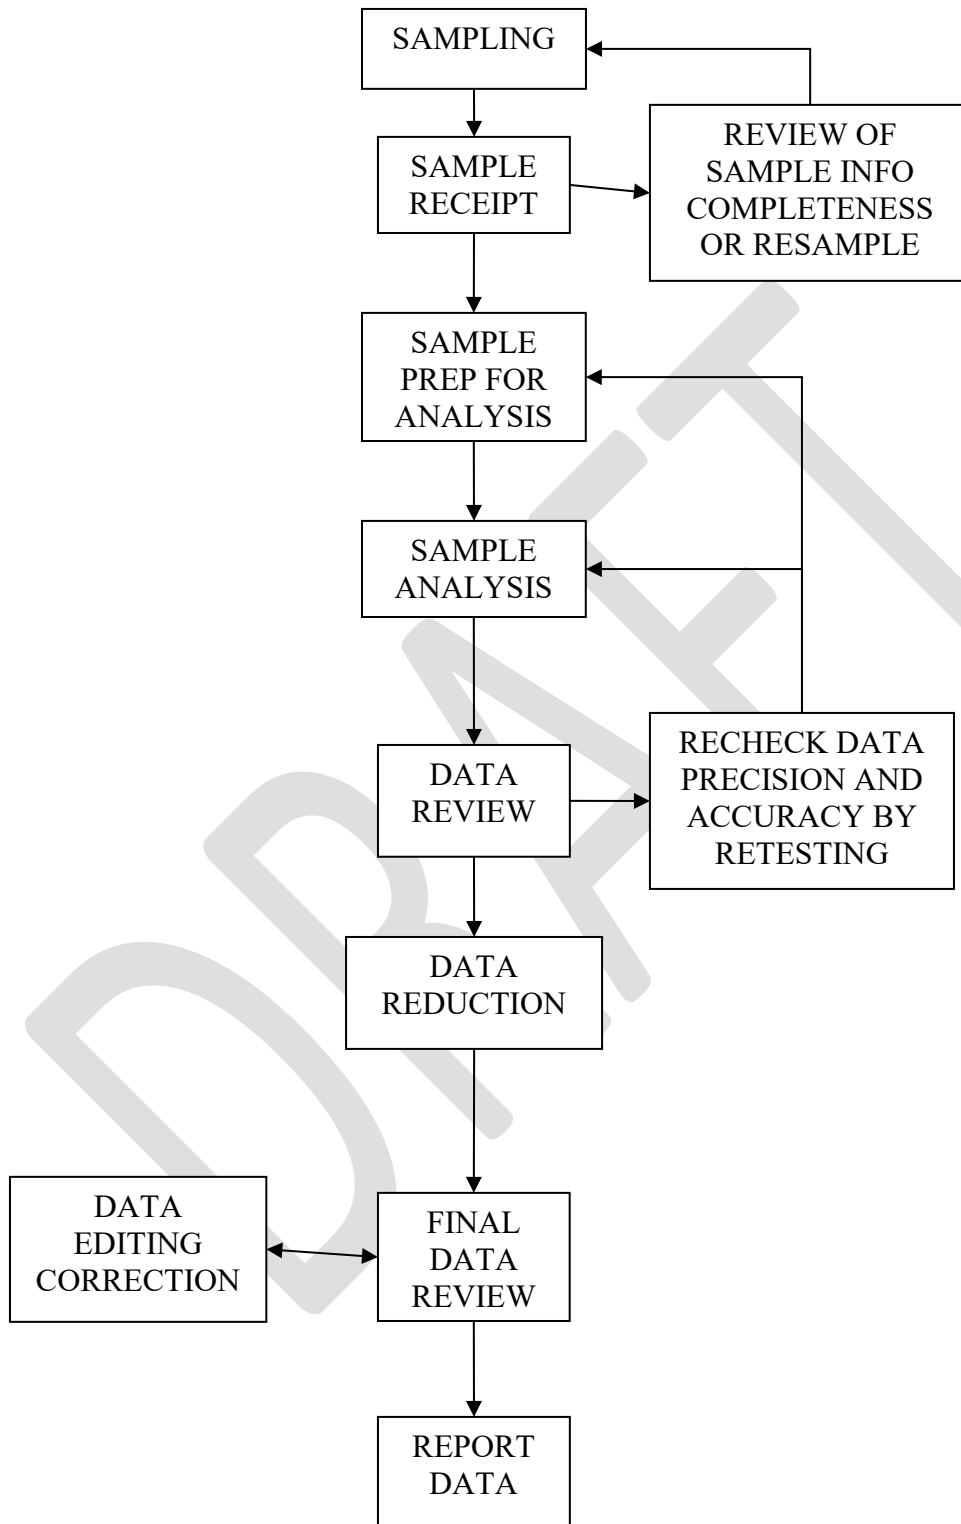 SAMPLING
SAMPLE
RECEIPT
REVIEW OF
SAMPLE INFO
COMPLETENESS
OR RESAMPLE
SAMPLE
PREP FOR
ANALYSIS
SAMPLE
ANALYSIS
DATA
REVIEW
RECHECK DATA
PRECISION AND
ACCURACY BY
RETESTING
DATA
REDUCTION
DATA
EDITING
CORRECTION
FINAL
DATA
REVIEW
REPORT
DATA
DRAFT